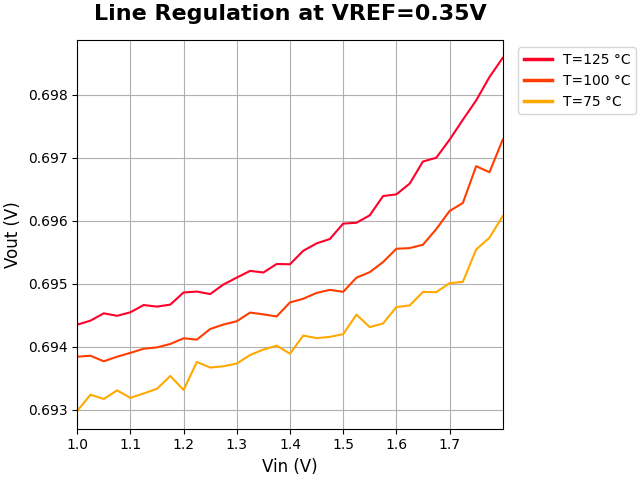 Line Regulation at VREF=0.35V
T=125 °C
T=100 °C
T=75 °C
Vout (V)
0.698
0.697
0.696
0.695
0.694
0.693
1.0 1.1 1.2 1.3 1.4 1.5 1.6 1.7
Vin (V)